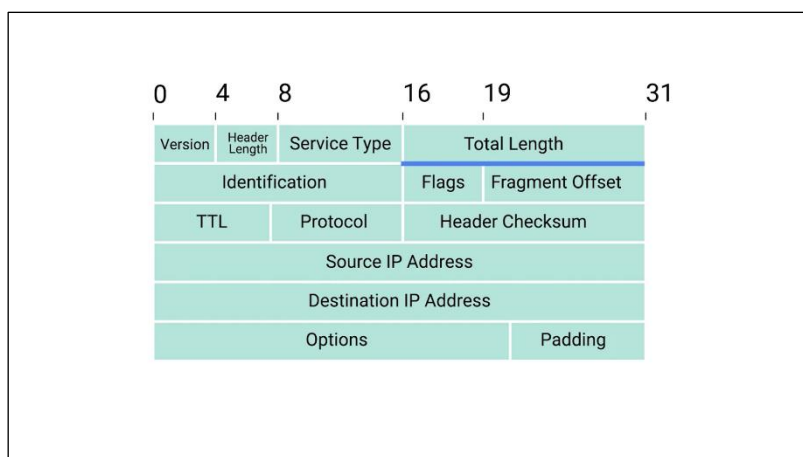 0 4 8 16 19 31
Version Header Length Service Type Total Length
Identification Flags Fragment Offset
TTL Protocol Header Checksum
Source IP Address
Destination IP Address
Options Padding